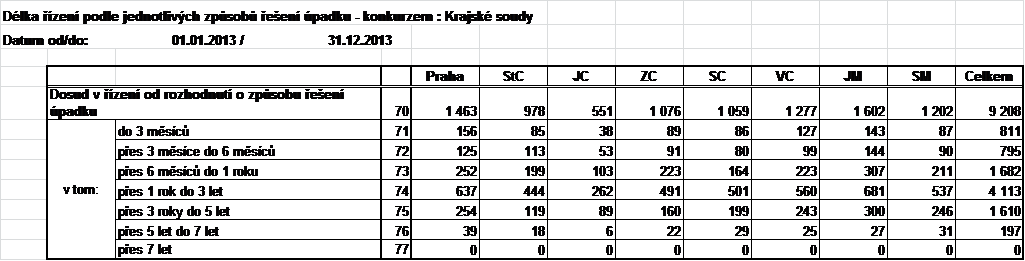 Délka řízení podle jednotlivých způsobů řešení úpadku - konkurzem : Krajské soudy
Datum od/do: 01.01.2013 / 31.12.2013
Praha StC JC ZC SC VC JM SM Celkem
Dosud v řízení od rozhodnutí o způsobu řešení
úpadku 70 1 463 978 551 1 076 1 059 1 277 1 602 1 202 9 208
do 3 měsíců 71 156 85 38 89 86 127 143 87 811
přes 3 měsíce do 6 měsíců 72 125 113 53 91 80 99 144 90 795
přes 6 měsíců do 1 roku 73 252 199 103 223 164 223 307 211 1 682
v tom: přes 1 rok do 3 let 74 637 444 262 491 501 560 681 537 4 113
přes 3 roky do 5 let 75 254 119 89 160 199 243 300 246 1 610
přes 5 let do 7 let 76 39 18 6 22 29 25 27 31 197
přes 7 let 77 0 0 0 0 0 0 0 0 0